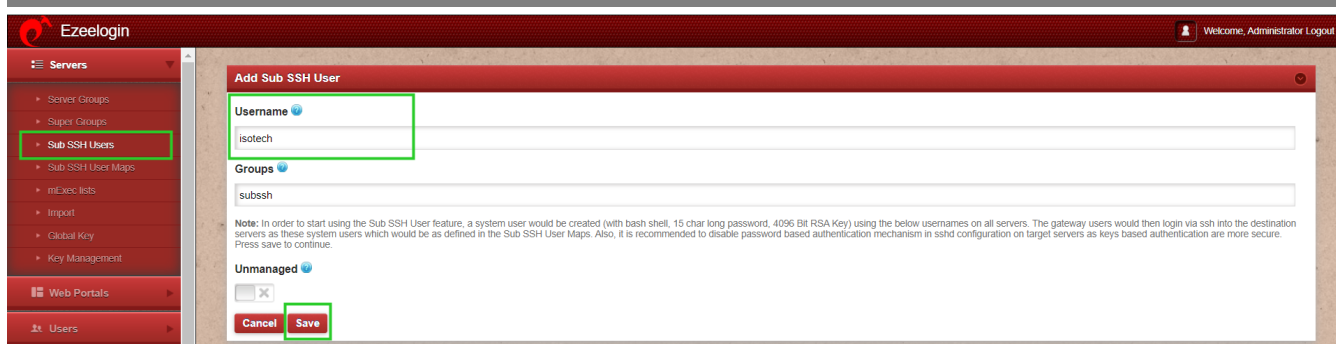 Ezeelogin
Welcome, Administrator Logout
Servers
Server Groups
Super Groups
Sub SSH Users
Sub SSH User Maps
mExec lists
Import
Global Key
Key Management
Web Portals
Users
Add Sub SSH User
Username
isotech
Groups
subssh
Note: In order to start using the Sub SSH User feature, a system user would be created (with bash shell, 15 char long password, 4096 Bit RSA Key) using the below usernames on all servers. The gateway users would then login via ssh into the destination
servers as these system users which would be as defined in the Sub SSH User Maps. Also, it is recommended to disable password based authentication mechanism in sshd configuration on target servers as keys based authentication are more secure.
Press save to continue.
Unmanaged
Cancel Save